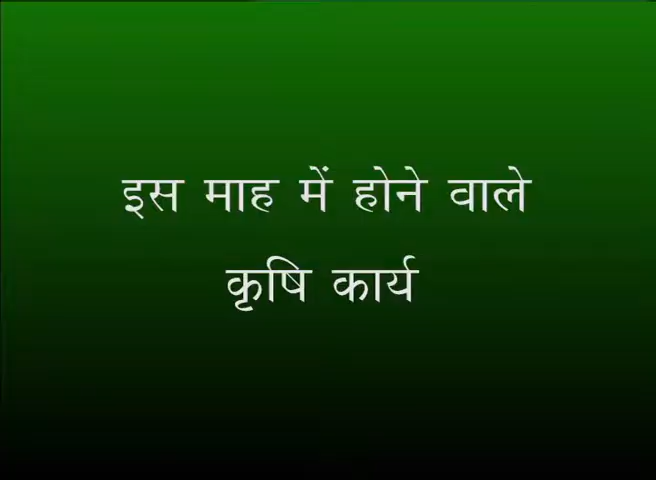 इस माह में होने वाले
कृषि कार्य